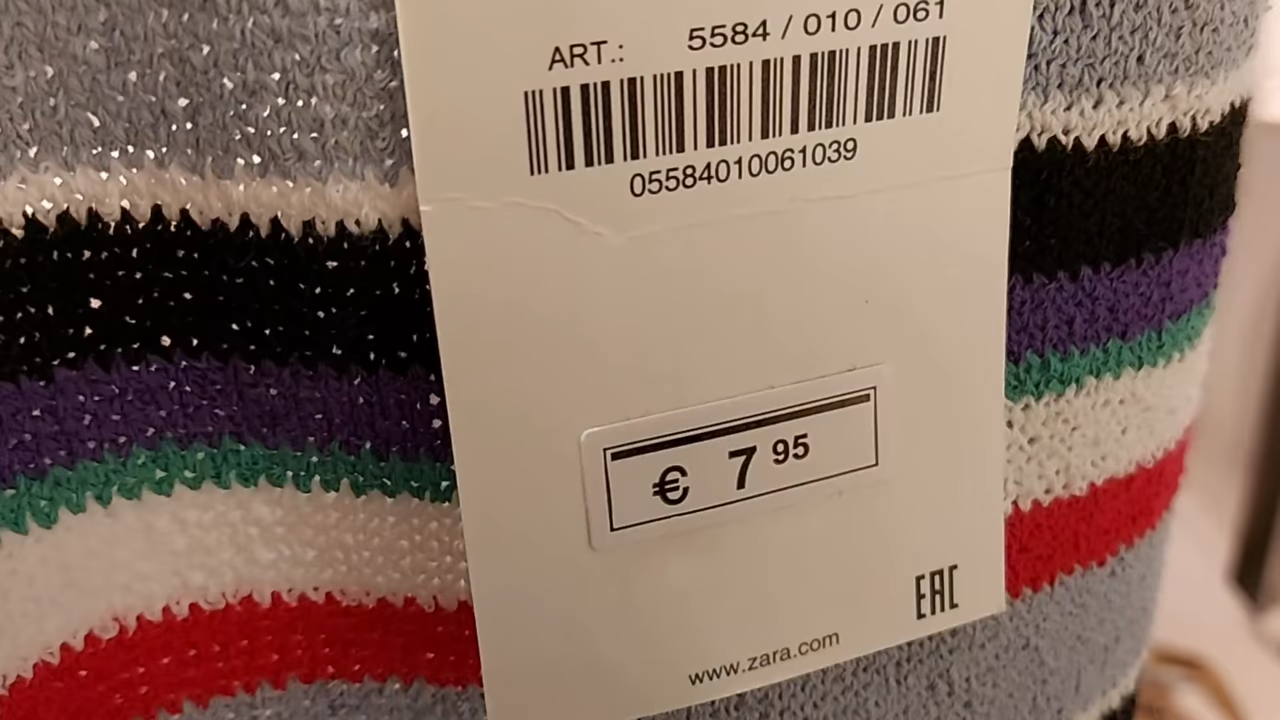 ART.: 5584 / 010 / 061
05584010061039
€ 7 95
EAC
www.zara.com